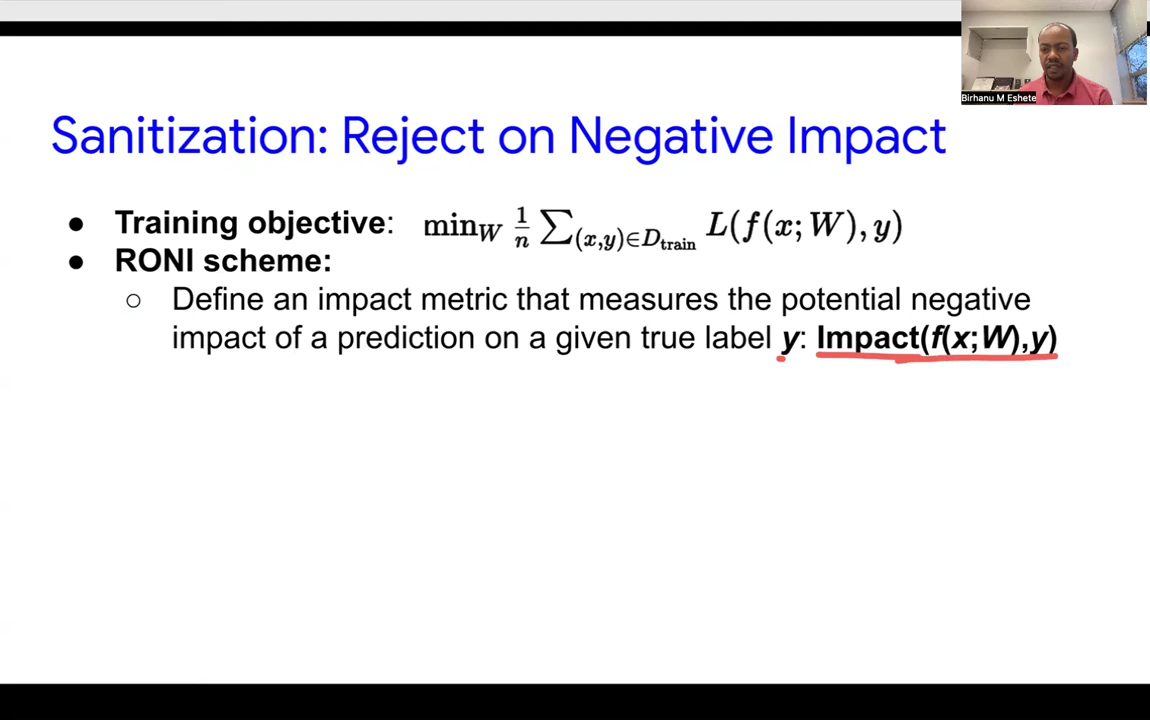 Birhanu M Eshete
Sanitization: Reject on Negative Impact
● Training objective: min_W 1/n ∑_{(x,y)∈D_train} L(f(x;W),y)
● RONI scheme:
○ Define an impact metric that measures the potential negative
impact of a prediction on a given true label y: Impact(f(x;W),y)